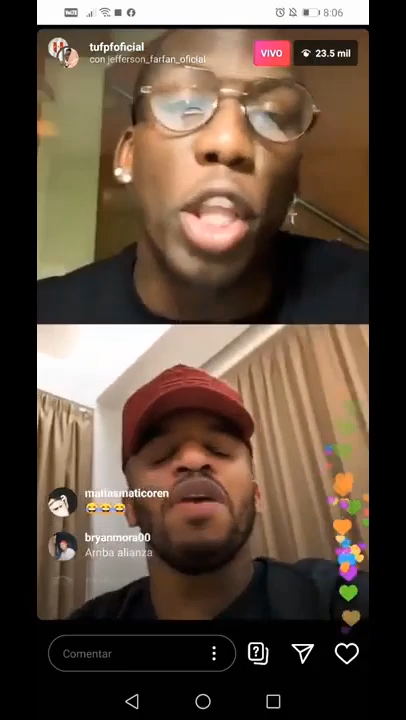 8:06
tufpfoficial
con jefferson_farfan_oficial
VIVO
23.5 mil
matiasmaticoren
😂😂😂
bryanmora00
Arriba alianza
Comentar